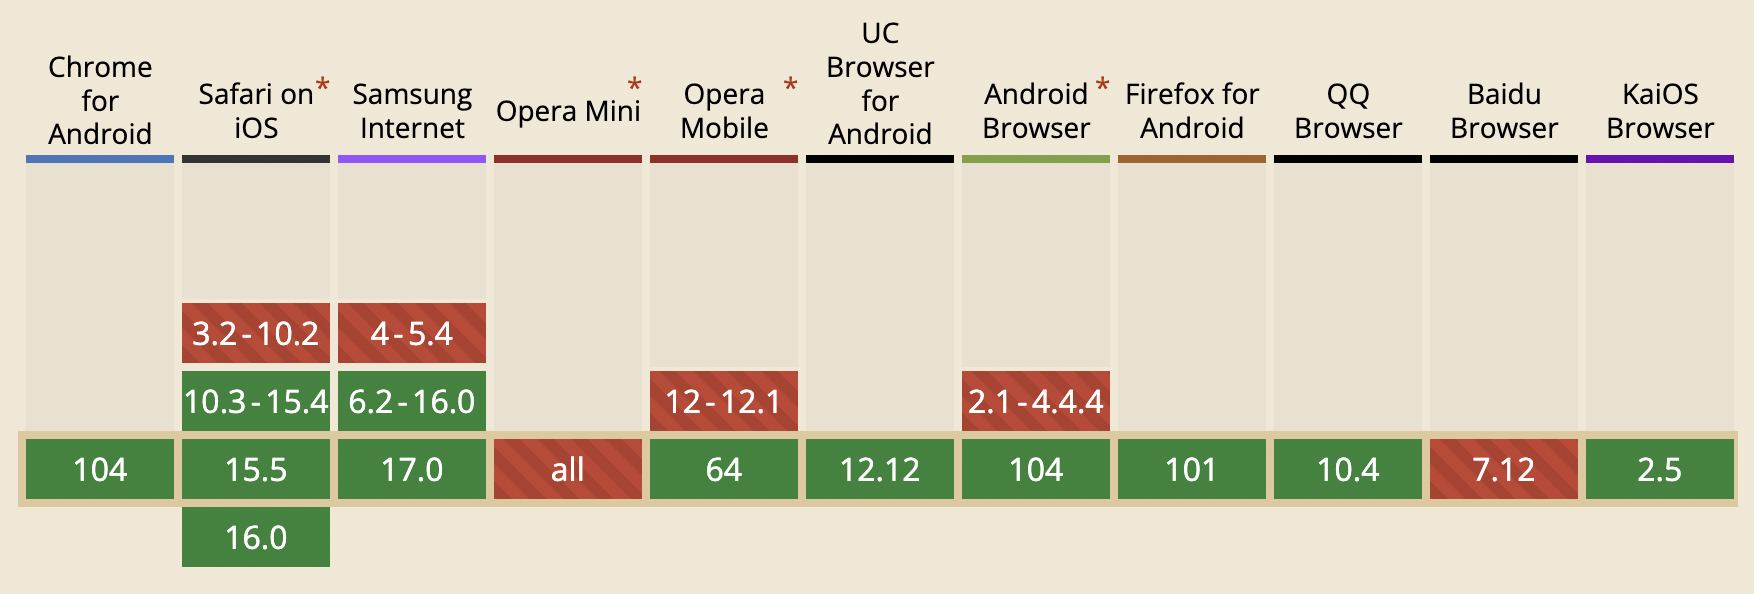 Chrome
for
Android
Safari on*
iOS
Samsung
Internet
*
Opera Mini
Opera *
Mobile
UC
Browser
for
Android
Android *
Browser
Firefox for
Android
QQ
Browser
Baidu
Browser
KaiOS
Browser
3.2-10.2
4-5.4
10.3-15.4
6.2-16.0
12-12.1
2.1-4.4.4
104
15.5
17.0
all
64
12.12
104
101
10.4
7.12
2.5
16.0